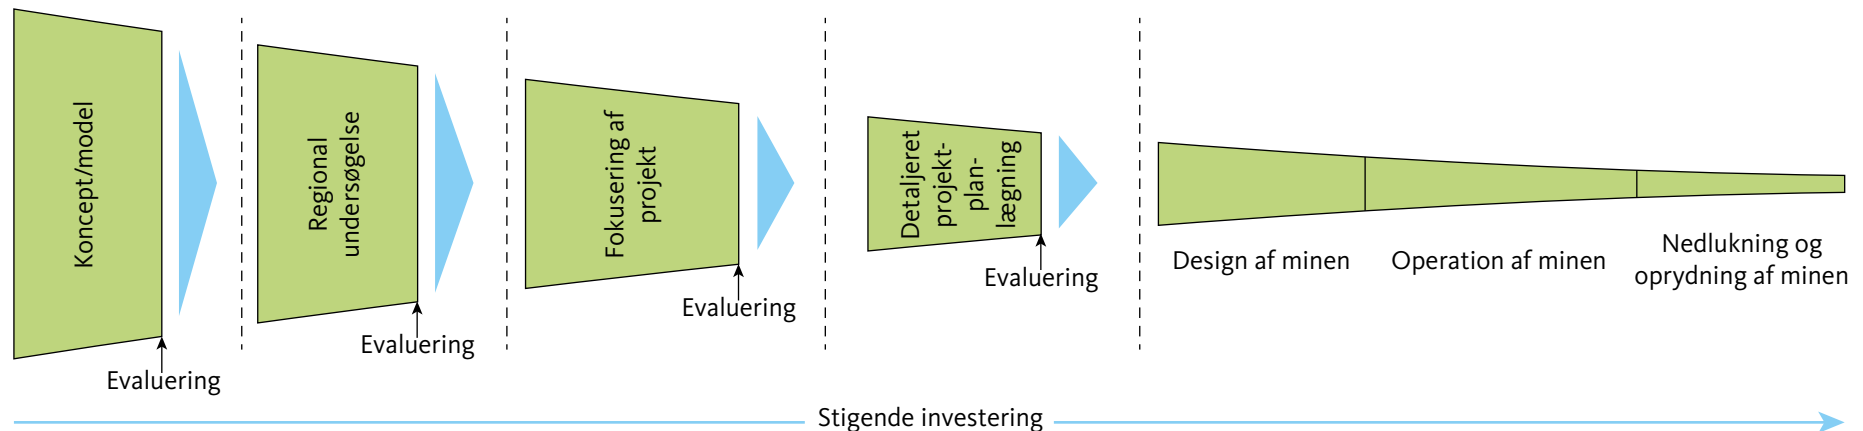 Koncept/model
Evaluering
Regional
undersøgelse
Evaluering
Fokusering af
projekt
Evaluering
Detaljeret
projekt-
plan-
lægning
Evaluering
Design af minen
Operation af minen
Nedlukning og
oprydning af minen
Stigende investering